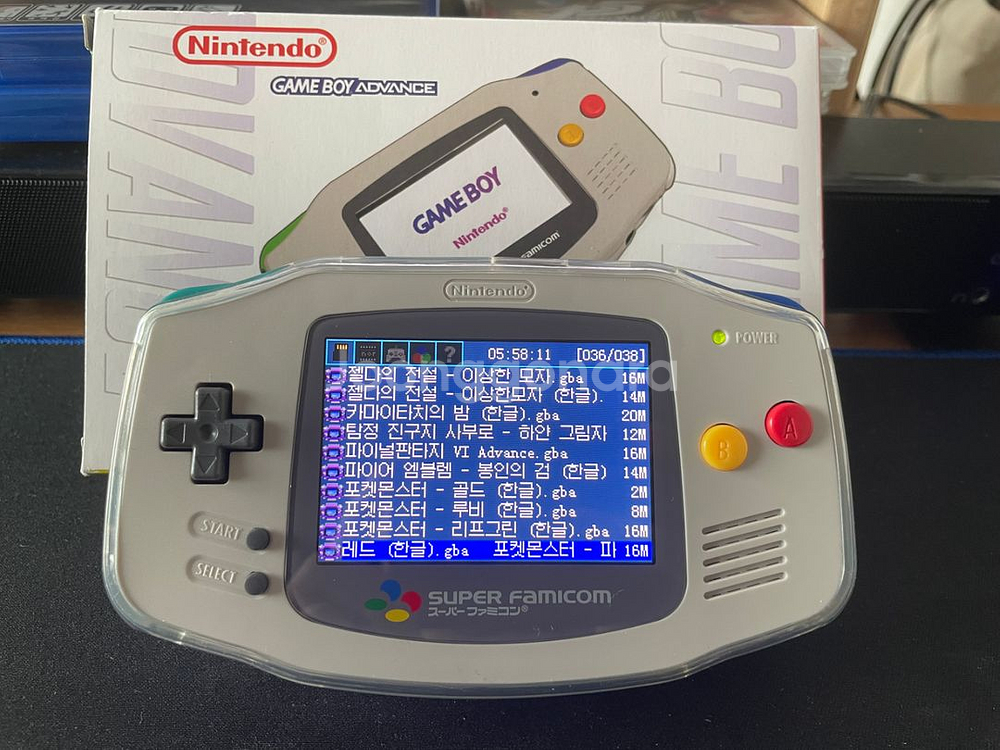 Nintendo®
GAME BOY ADVANCE
GAME BOY
Nintendo®
FAMICOM
Nintendo®
POWER
? 05:58:11 [036/038]
joonggonara
젤다의 전설 - 이상한 모자.gba 16M
젤다의 전설 - 이상한모자 (한글). 14M
카마이타치의 밤 (한글).gba 20M
탐정 진구지 사부로 - 하얀 그림자 12M
파이널판타지 VI Advance.gba 16M
파이어 엠블렘 - 봉인의 검 (한글) 14M
포켓몬스터 - 골드 (한글).gba 2M
포켓몬스터 - 루비 (한글).gba 8M
포켓몬스터 - 리프그린 (한글).gba 16M
레드 (한글).gba 포켓몬스터 - 파 16M
B
A
START
SELECT
SUPER FAMICOM
スーパーファミコン®